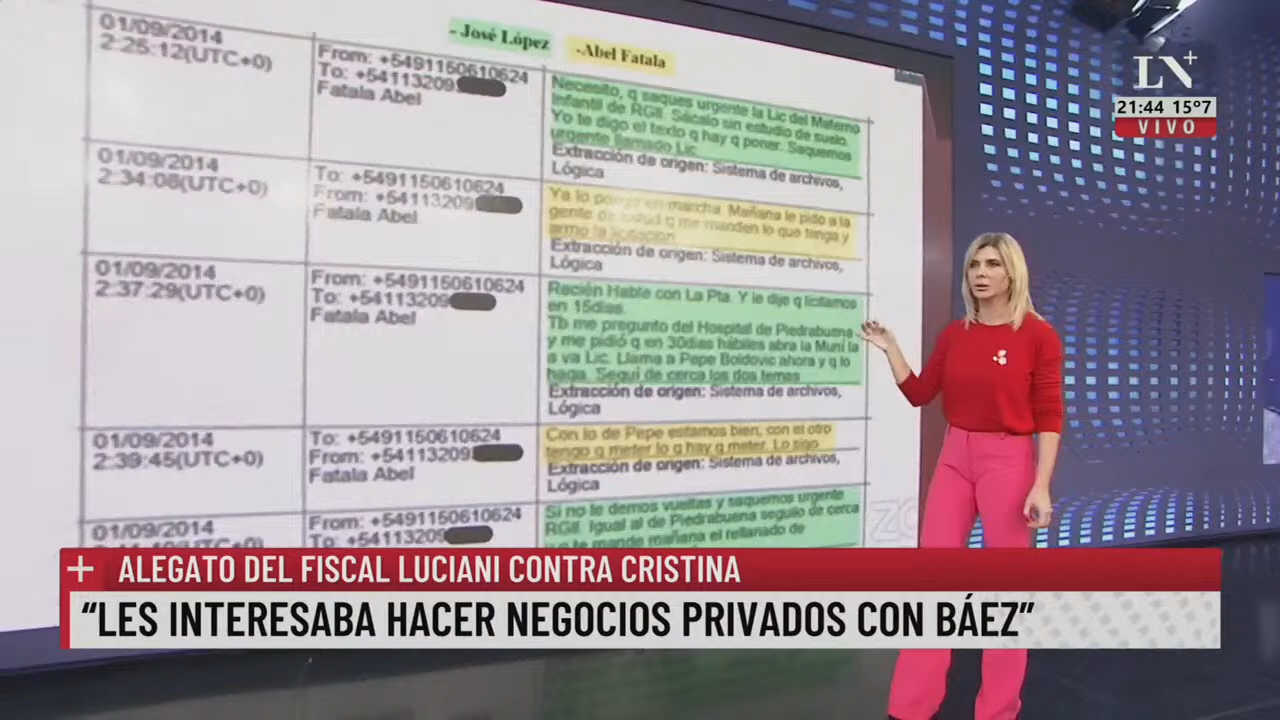 LN+
21:44 15°7
VIVO
- José López
-Abel Fatala
01/09/2014
2:25:12(UTC+0)
From: +5491150610624
To: +54113209
Fatala Abel
Necesito, q saques urgente la Lic del Materno
Infantil de RGll. Sácalo sin estudio de suelo.
Yo te digo el texto q hay q poner. Saquemos
urgente llamado Lic.
Extracción de origen: Sistema de archivos,
Lógica
01/09/2014
2:34:08(UTC+0)
To: +5491150610624
From: +54113209
Fatala Abel
Ya lo pongo en marcha. Mañana le pido a la
gente de salud q me manden lo que tenga y
armo la licitacion
Extracción de origen: Sistema de archivos,
Lógica
01/09/2014
2:37:29(UTC+0)
From: +5491150610624
To: +54113209
Fatala Abel
Recién Hable con La Pta. Y le dije q licitamos
en 15dias.
Tb me pregunto del Hospital de Piedrabuena
y me pidió q en 30dias hábiles abra la Muni la
a va Lic. Llama a Pepe Boldovic ahora y q lo
haga. Seguí de cerca los dos temas
Extracción de origen: Sistema de archivos,
Lógica
01/09/2014
2:39:45(UTC+0)
To: +5491150610624
From: +54113209
Fatala Abel
Con lo de Pepe estamos bien, con el otro
tengo q meter lo q hay q meter. Lo sigo
Extracción de origen: Sistema de archivos,
Lógica
01/09/2014
From: +5491150610624
To: +54113209
Si no le demos vueltas y saquemos urgente
RGll. Igual al de Piedrabuena seguilo de cerca
te mande mañana el rellanado de
+ ALEGATO DEL FISCAL LUCIANI CONTRA CRISTINA
“LES INTERESABA HACER NEGOCIOS PRIVADOS CON BÁEZ”